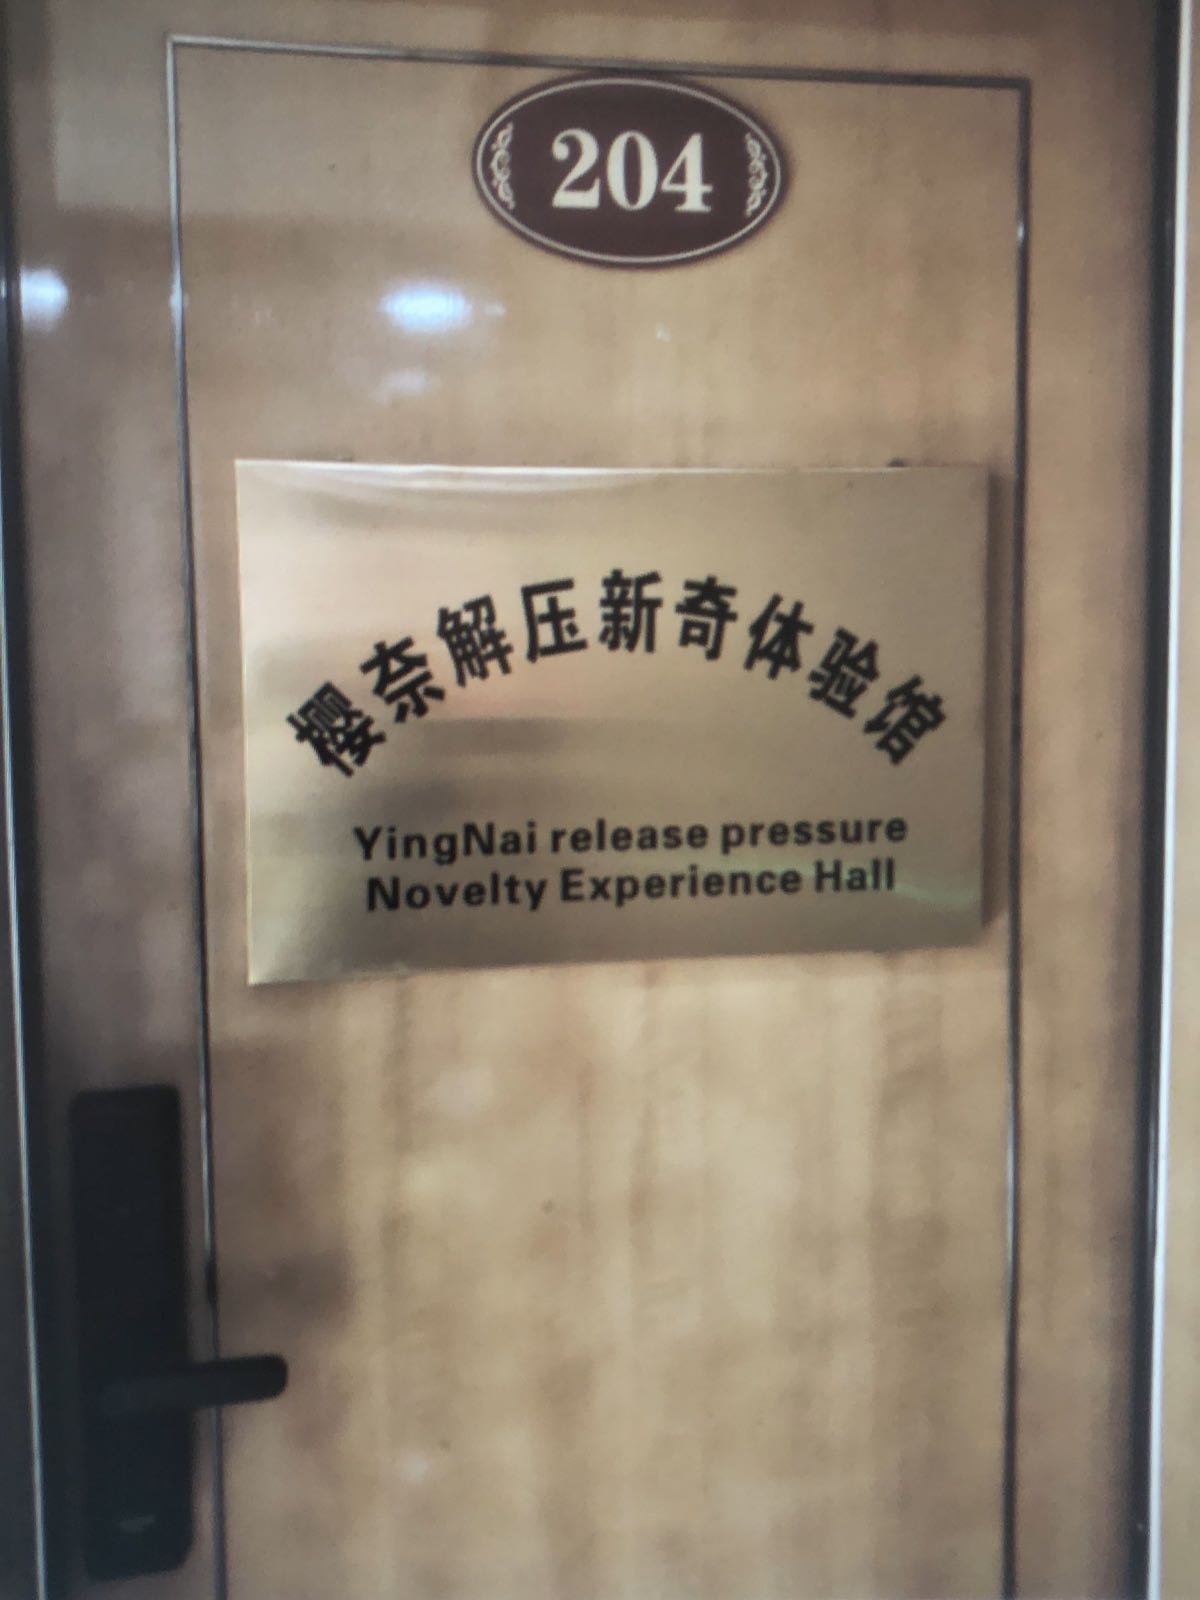 204
樱奈解压新奇体验馆
YingNai release pressure
Novelty Experience Hall